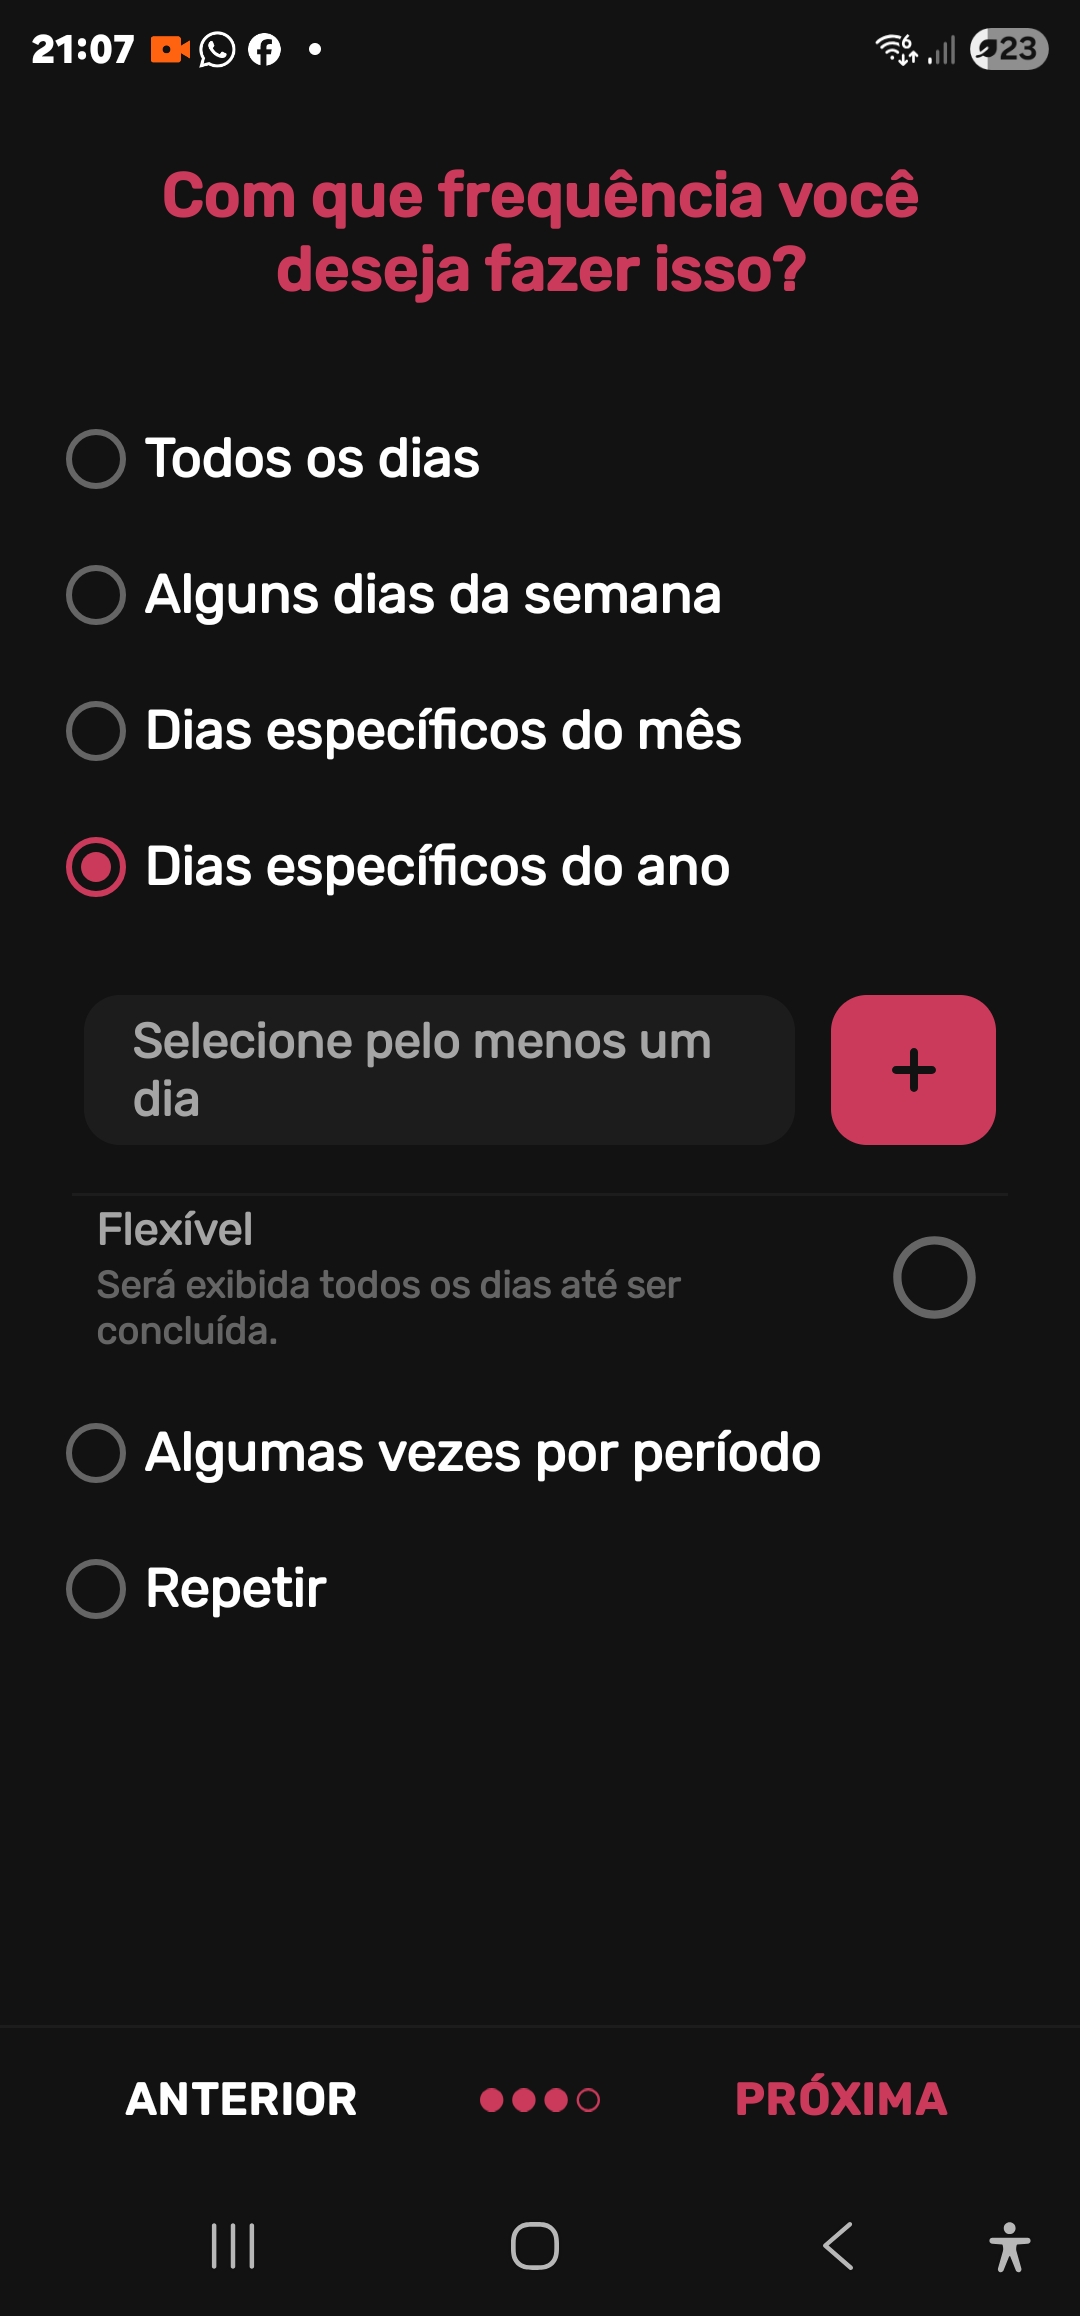 21:07
6
23
Com que frequência você
deseja fazer isso?
Todos os dias
Alguns dias da semana
Dias específicos do mês
Dias específicos do ano
Selecione pelo menos um
dia
+
Flexível
Será exibida todos os dias até ser
concluída.
Algumas vezes por período
Repetir
ANTERIOR
PRÓXIMA